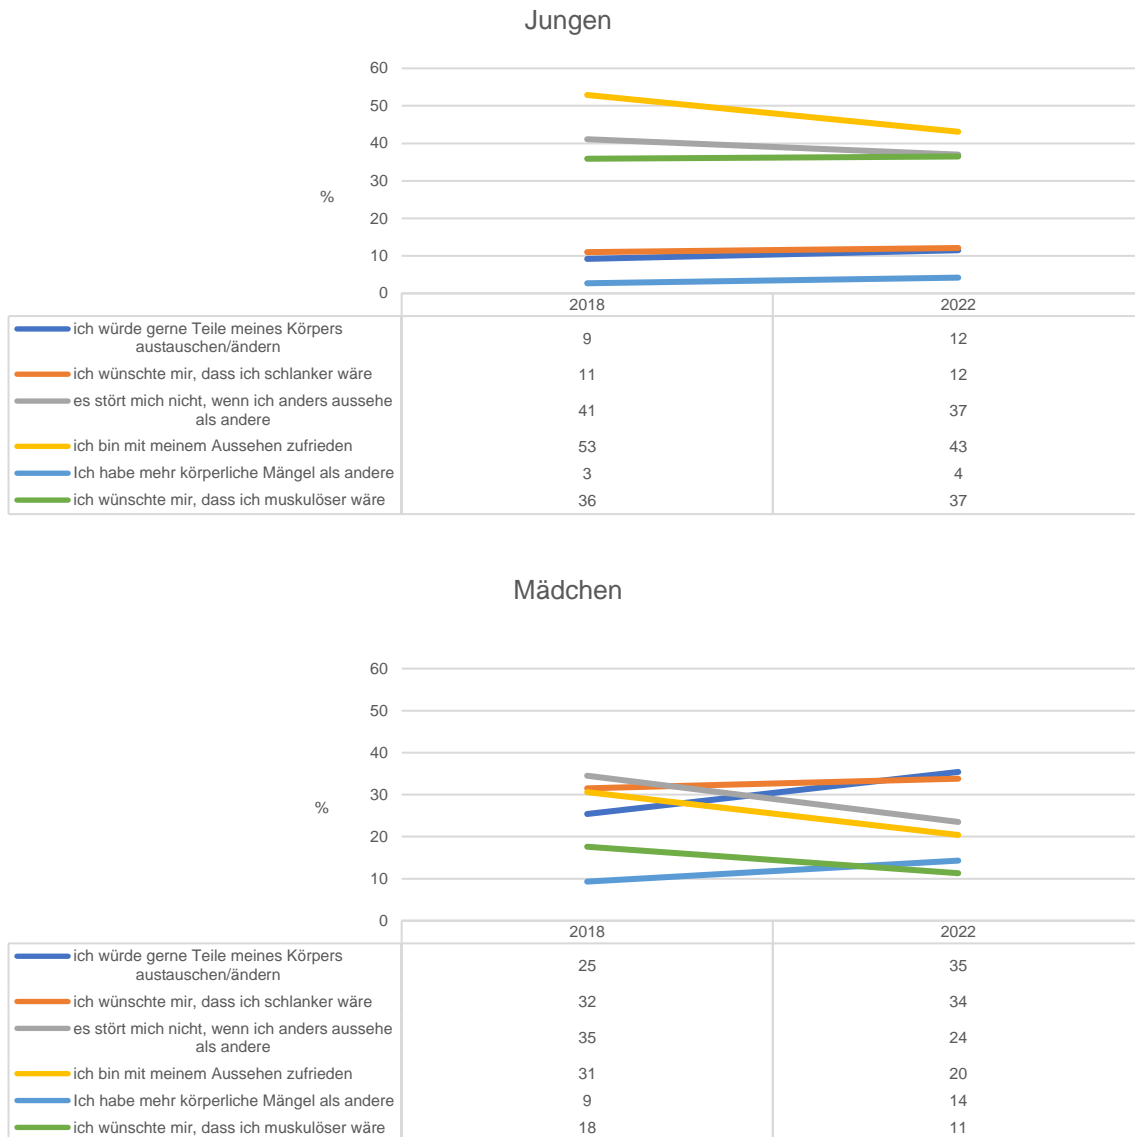 Jungen
60
50
40
30
%
20
10
0
2018 2022
ich würde gerne Teile meines Körpers
austauschen/ändern
9 12
ich wünschte mir, dass ich schlanker wäre 11 12
es stört mich nicht, wenn ich anders aussehe
als andere
41 37
ich bin mit meinem Aussehen zufrieden 53 43
Ich habe mehr körperliche Mängel als andere 3 4
ich wünschte mir, dass ich muskulöser wäre 36 37
Mädchen
60
50
40
30
%
20
10
0
2018 2022
ich würde gerne Teile meines Körpers
austauschen/ändern
25 35
ich wünschte mir, dass ich schlanker wäre 32 34
es stört mich nicht, wenn ich anders aussehe
als andere
35 24
ich bin mit meinem Aussehen zufrieden 31 20
Ich habe mehr körperliche Mängel als andere 9 14
ich wünschte mir, dass ich muskulöser wäre 18 11